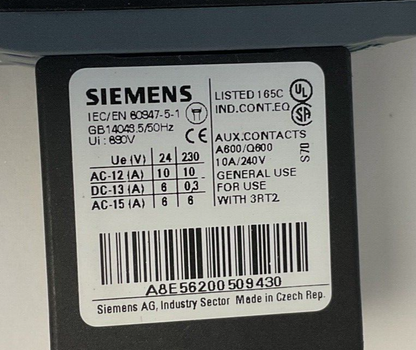 SIEMENS
IEC/EN 60947-5-1
GB14048.5/50Hz
Ui : 690V
CE
Ue (V) 24 230
AC-12 (A) 10 10
DC-13 (A) 6 0,3
AC-15 (A) 6 6
LISTED 165C
IND.CONT.EQ
UL
AUX.CONTACTS
A600/Q600
10A/240V
GENERAL USE
FOR USE
WITH 3RT2
A8E56200509430
Siemens AG, Industry Sector Made in Czech Rep.